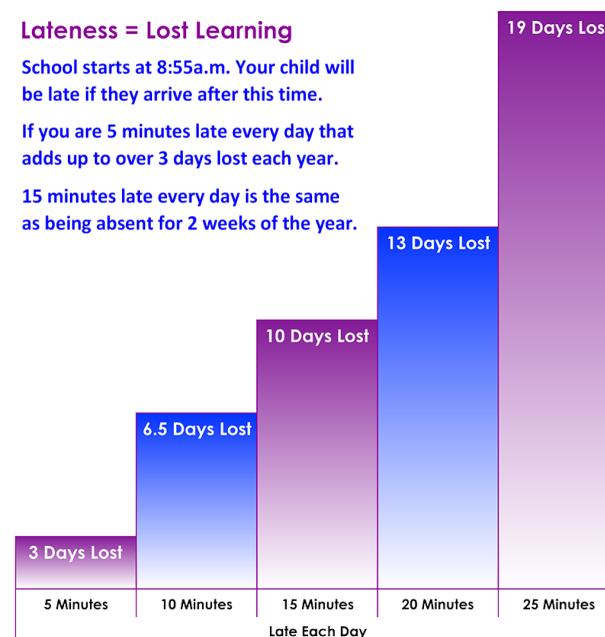 Lateness = Lost Learning
School starts at 8:55a.m. Your child will
be late if they arrive after this time.
If you are 5 minutes late every day that
adds up to over 3 days lost each year.
15 minutes late every day is the same
as being absent for 2 weeks of the year.
19 Days Los
13 Days Lost
10 Days Lost
6.5 Days Lost
3 Days Lost
5 Minutes
10 Minutes
15 Minutes
20 Minutes
25 Minutes
Late Each Day